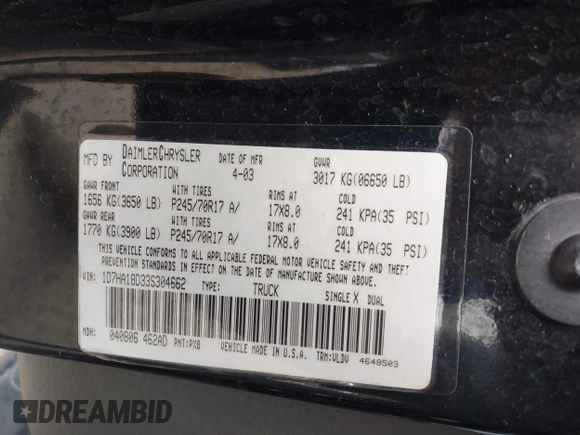 MFD BY DAIMLERCHRYSLER CORPORATION DATE OF MFR 4-03 GVWR 3017 KG(06650 LB)
GAWR FRONT WITH TIRES RIMS AT COLD
1656 KG(3650 LB) P245/70R17 A/ 17X8.0 241 KPA(35 PSI)
GAWR REAR WITH TIRES RIMS AT COLD
1770 KG(3900 LB) P245/70R17 A/ 17X8.0 241 KPA(35 PSI)
THIS VEHICLE CONFORMS TO ALL APPLICABLE FEDERAL MOTOR VEHICLE SAFETY AND THEFT
PREVENTION STANDARDS IN EFFECT ON THE DATE OF MANUFACTURE SHOWN ABOVE.
VIN: 1D7HA18D33S304662 TYPE: TRUCK SINGLE X DUAL
MDH: 040806 462AD PNT:PX8 VEHICLE MADE IN U.S.A. TRM:VLDV 4648503
DREAMBID